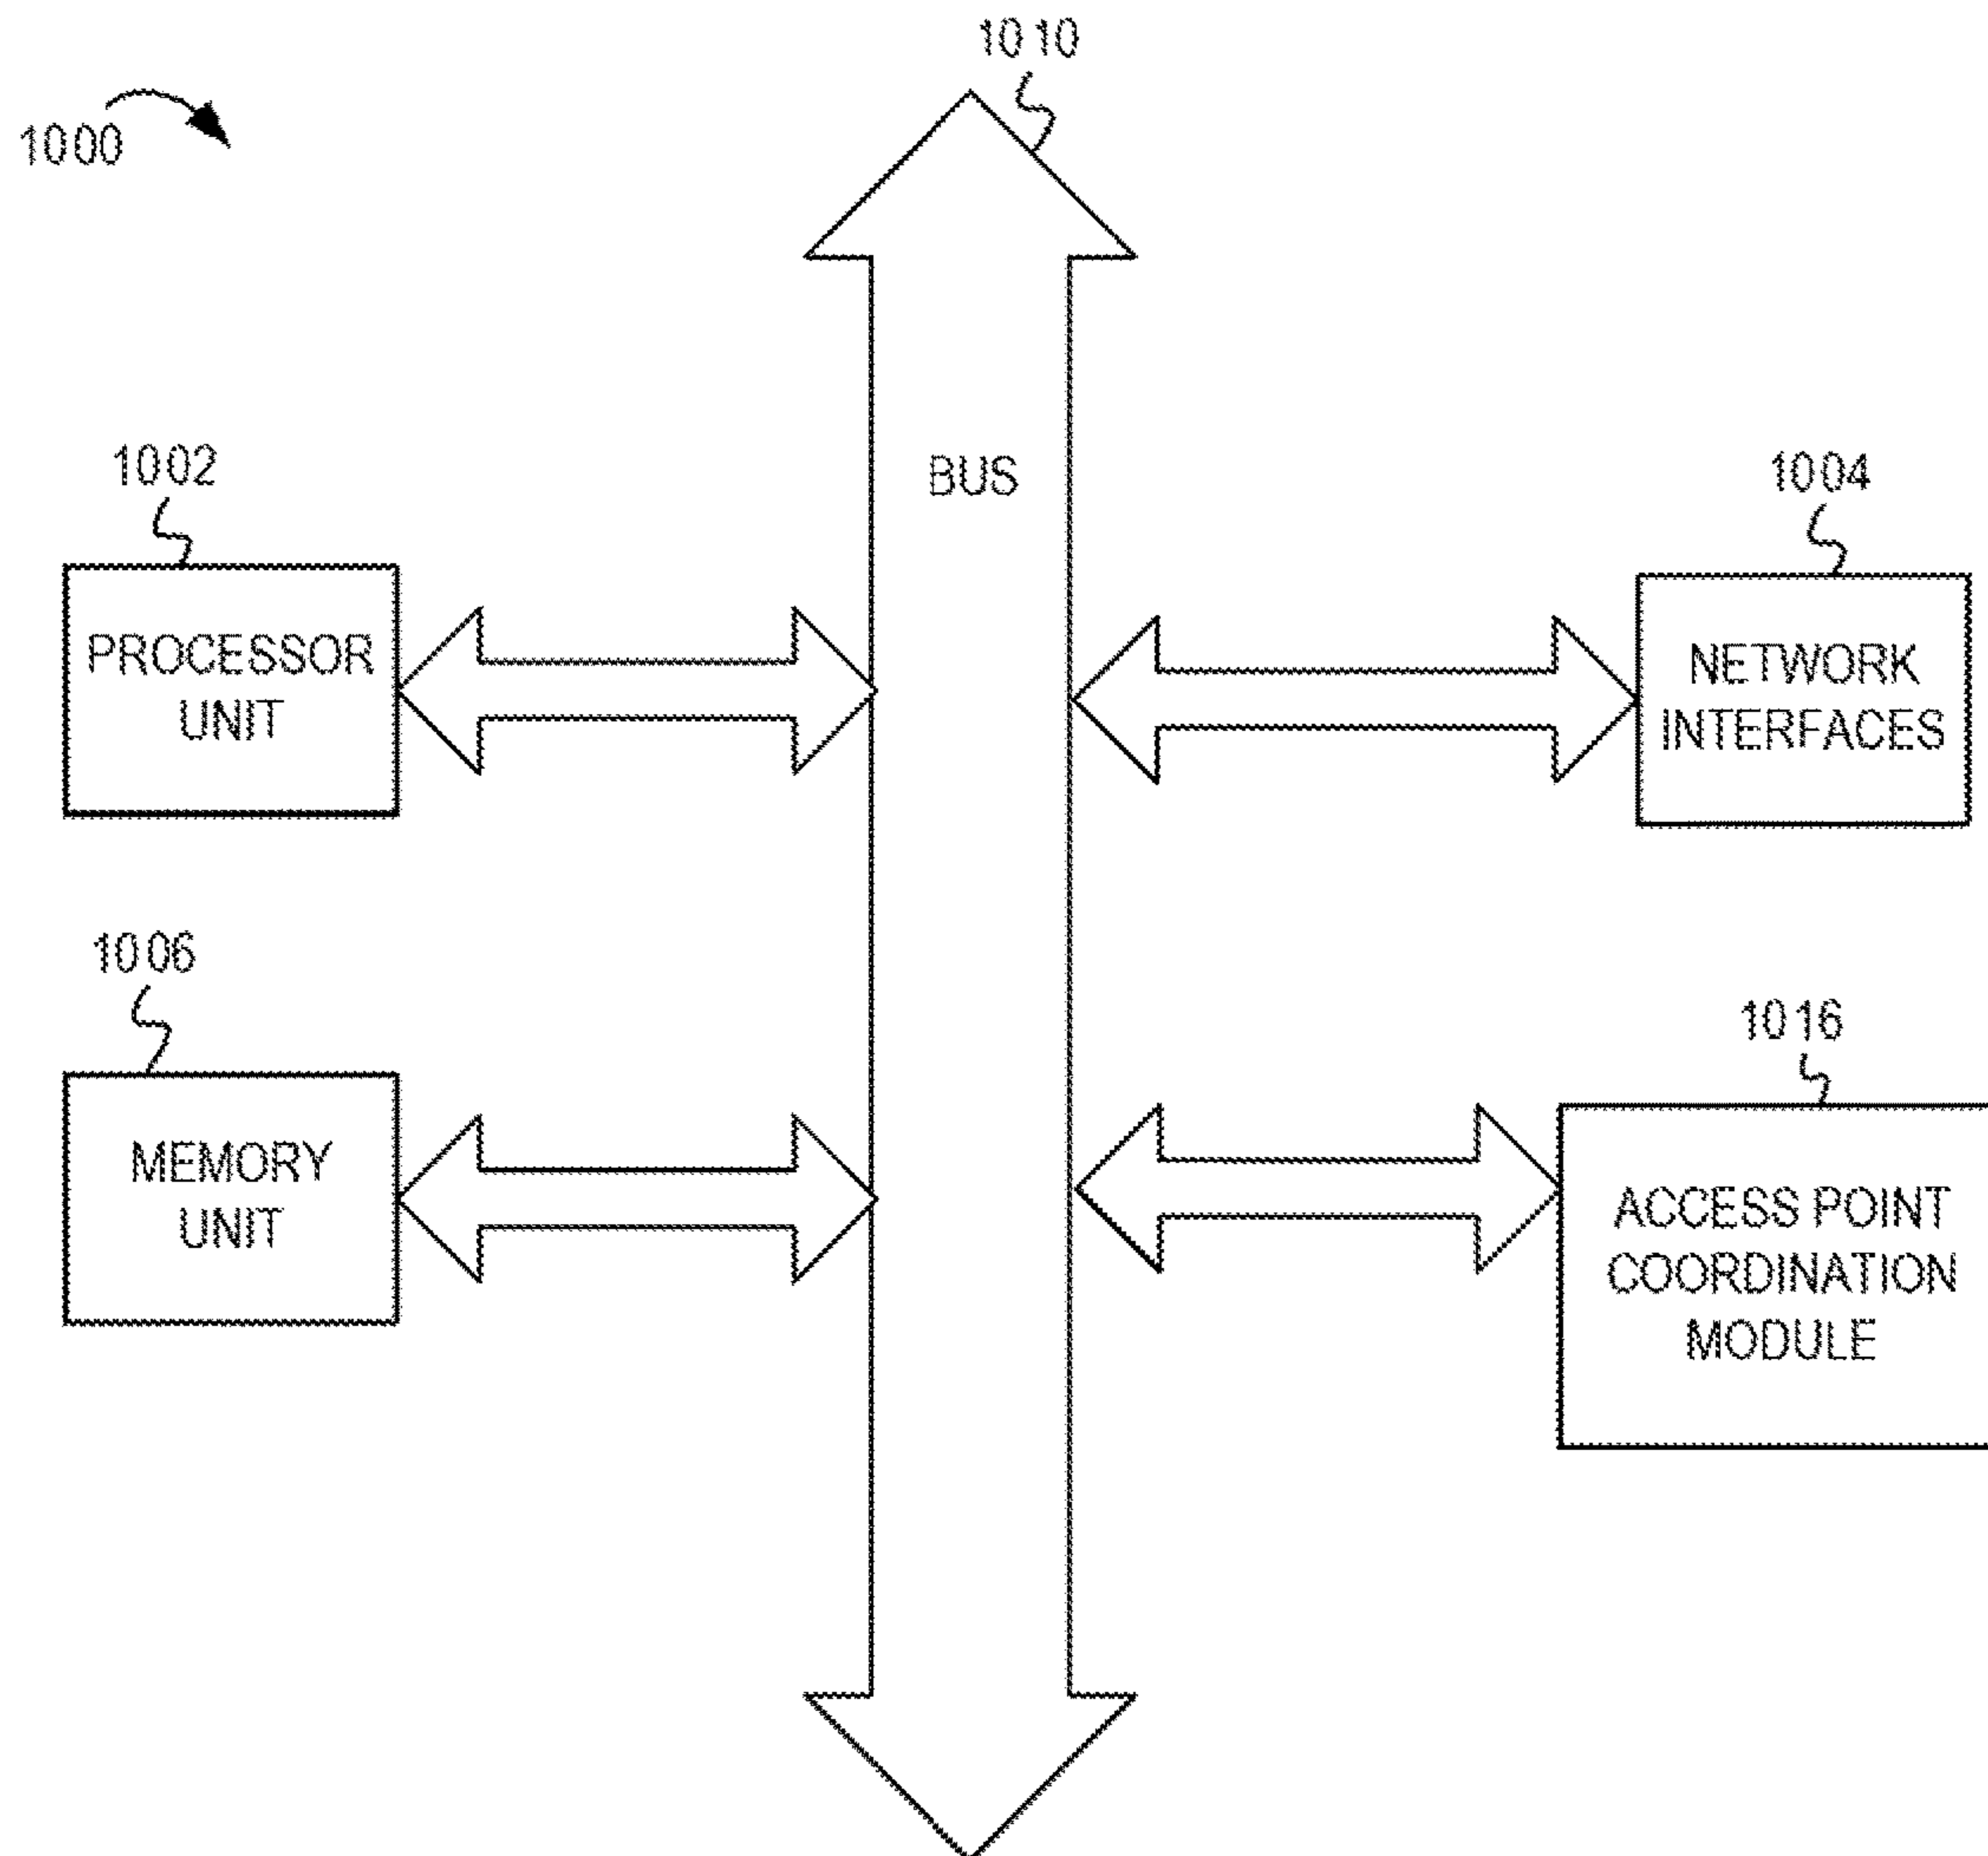 1010
1000
BUS
1002
1004
PROCESSOR
UNIT
NETWORK
INTERFACES
1006
1016
MEMORY
UNIT
ACCESS POINT
COORDINATION
MODULE